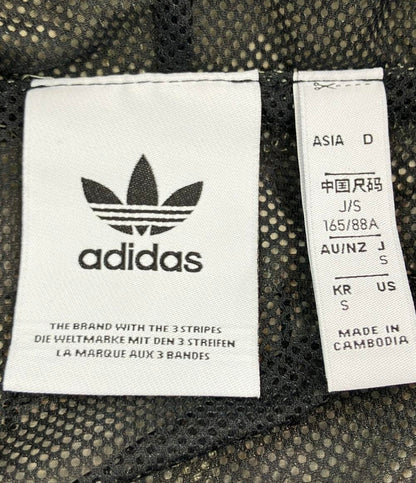 adidas
THE BRAND WITH THE 3 STRIPES
DIE WELTMARKE MIT DEN 3 STREIFEN
LA MARQUE AUX 3 BANDES
ASIA D
中国尺码
J/S
165/88A
AU/NZ J
S S
KR US
S
MADE IN
CAMBODIA